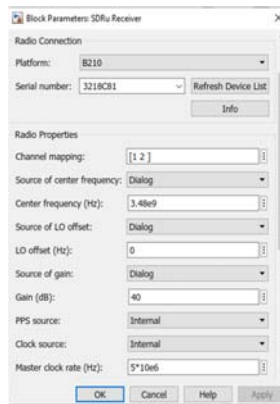 Block Parameters: SDRu Receiver
Radio Connection
Platform: B210
Serial number: 3218C81 Refresh Device List
Info
Radio Properties
Channel mapping: [1 2 ]
Source of center frequency: Dialog
Center frequency (Hz): 3.48e9
Source of LO offset: Dialog
LO offset (Hz): 0
Source of gain: Dialog
Gain (dB): 40
PPS source: Internal
Clock source: Internal
Master clock rate (Hz): 5*10e6
OK Cancel Help Apply